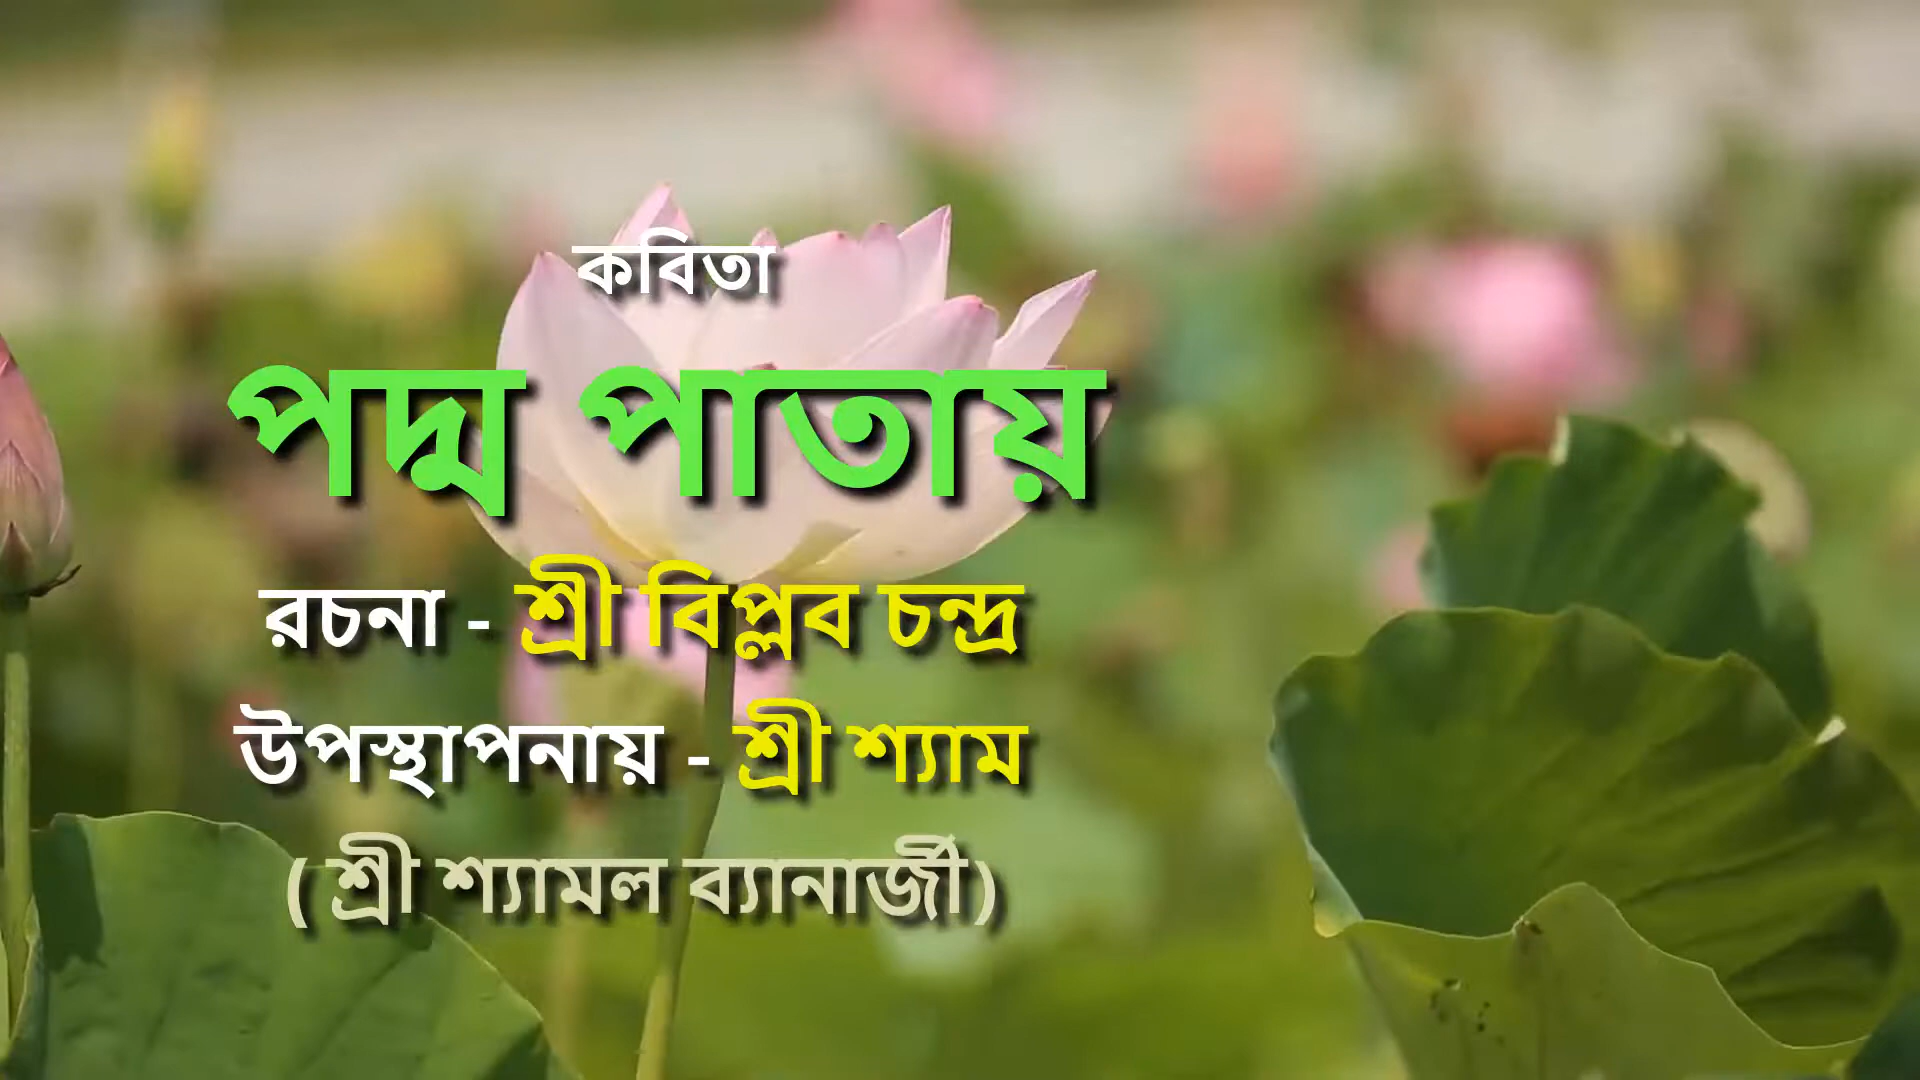 কবিতা
পদ্ম পাতায়
রচনা - শ্রী বিপ্লব চন্দ্র
উপস্থাপনায় - শ্রী শ্যাম
( শ্রী শ্যামল ব্যানার্জী)